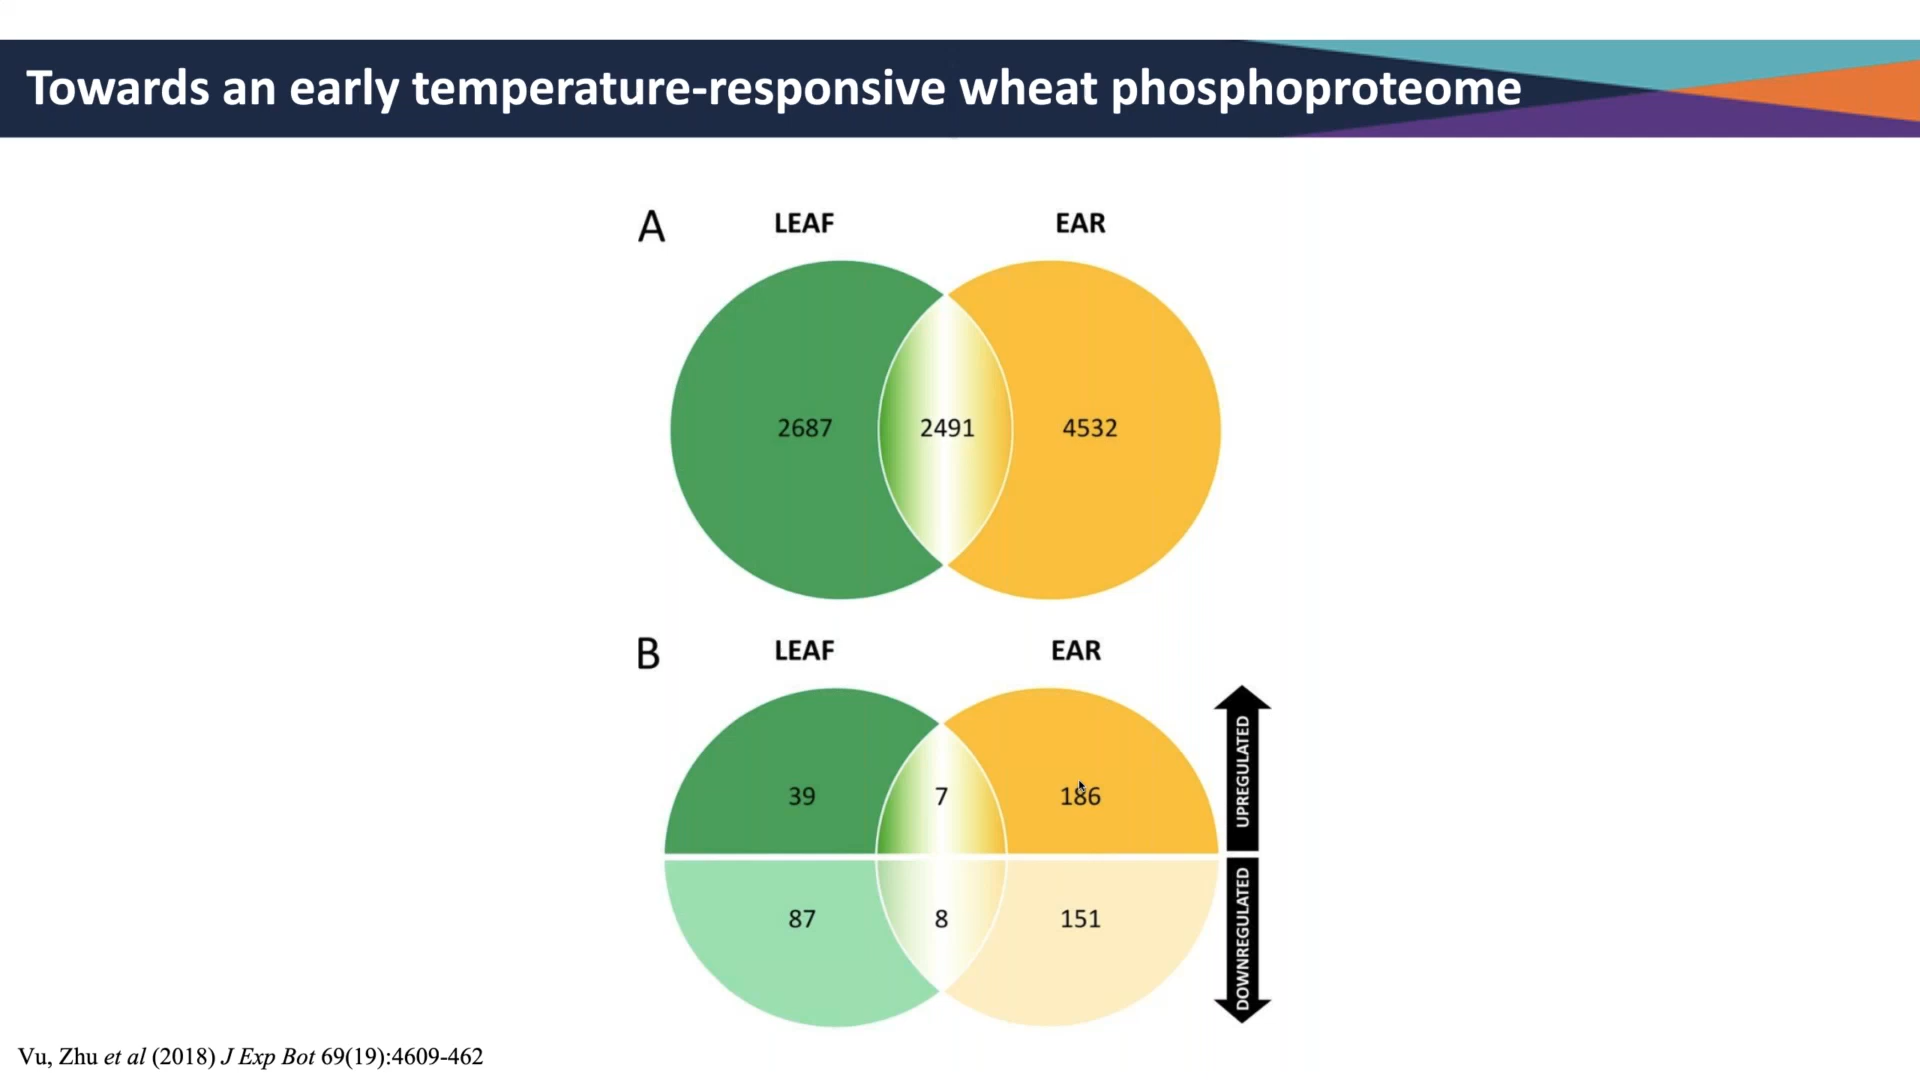 Towards an early temperature-responsive wheat phosphoproteome
A
LEAF
EAR
2687
2491
4532
B
LEAF
EAR
39
7
186
UPREGULATED
87
8
151
DOWNREGULATED
Vu, Zhu et al (2018) J Exp Bot 69(19):4609-462